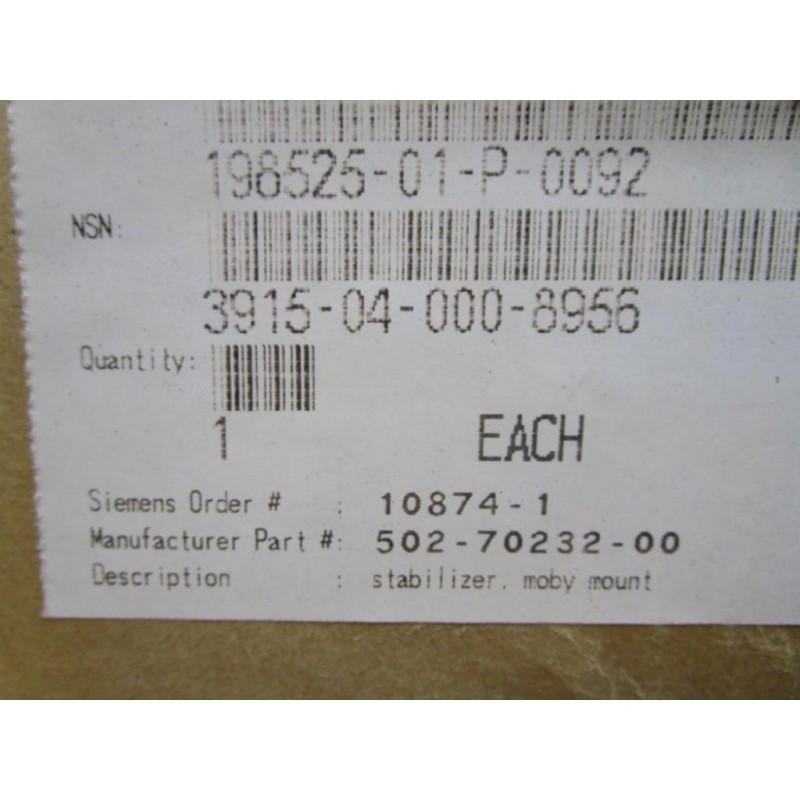 198525-01-P-0092
NSN:
3915-04-000-8956
Quantity:
1 EACH
Siemens Order # : 10874-1
Manufacturer Part #: 502-70232-00
Description : stabilizer, moby mount